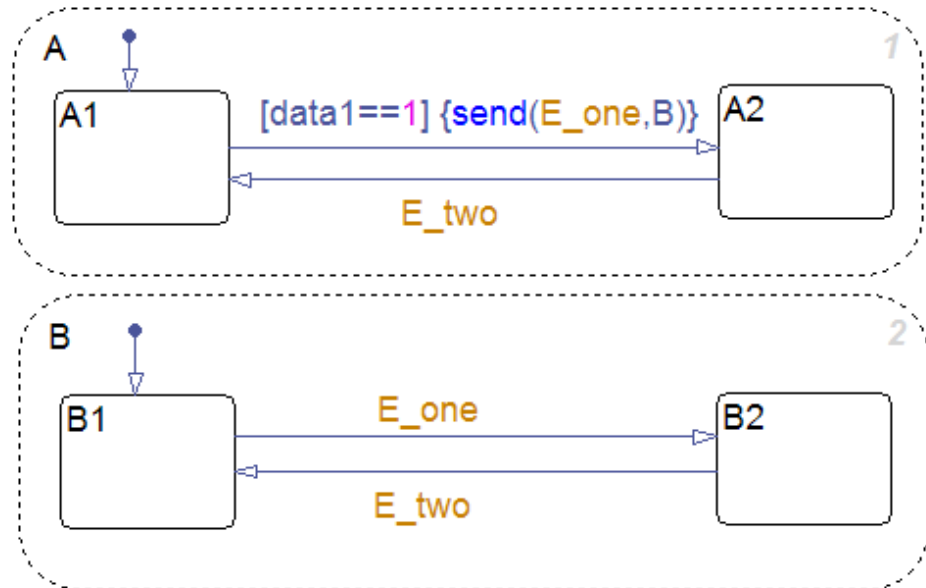 A
1
A1
[data1==1] {send(E_one,B)}
A2
E_two
B
2
B1
E_one
B2
E_two